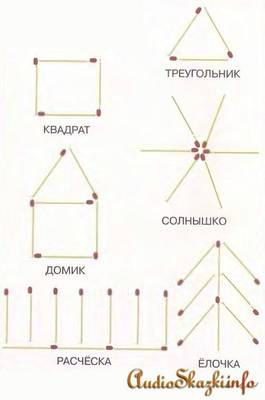 ТРЕУГОЛЬНИК
КВАДРАТ
СОЛНЫШКО
ДОМИК
РАСЧЁСКА
ЁЛОЧКА
AudioSkazki.info